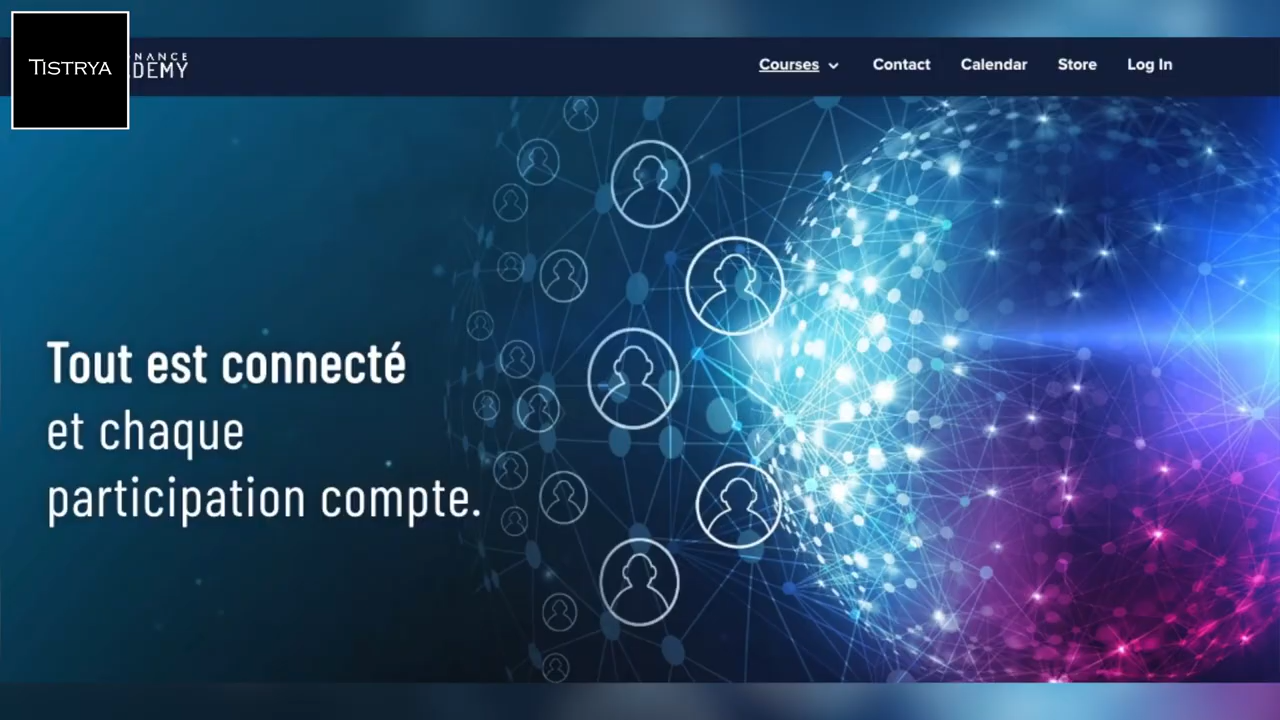 TISTRYA
NANCE
DEMY
Courses
Contact
Calendar
Store
Log In
Tout est connecté
et chaque
participation compte.